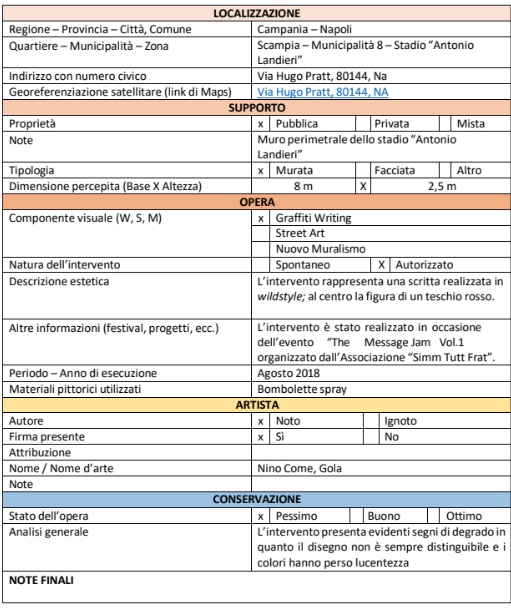 LOCALIZZAZIONE
Regione – Provincia – Città, Comune Campania – Napoli
Quartiere – Municipalità – Zona Scampia – Municipalità 8 – Stadio “Antonio
Landieri”
Indirizzo con numero civico Via Hugo Pratt, 80144, Na
Georeferenziazione satellitare (link di Maps) Via Hugo Pratt, 80144, NA
SUPPORTO
Proprietà x Pubblica Privata Mista
Note Muro perimetrale dello stadio “Antonio
Landieri”
Tipologia x Murata Facciata Altro
Dimensione percepita (Base X Altezza) 8 m X 2,5 m
OPERA
Componente visuale (W, S, M) x Graffiti Writing
Street Art
Nuovo Muralismo
Natura dell’intervento Spontaneo X Autorizzato
Descrizione estetica L’intervento rappresenta una scritta realizzata in
wildstyle; al centro la figura di un teschio rosso.
Altre informazioni (festival, progetti, ecc.) L’intervento è stato realizzato in occasione
dell’evento “The Message Jam Vol.1
organizzato dall’Associazione “Simm Tutt Frat”.
Periodo – Anno di esecuzione Agosto 2018
Materiali pittorici utilizzati Bombolette spray
ARTISTA
Autore x Noto Ignoto
Firma presente x Sì No
Attribuzione
Nome / Nome d’arte Nino Come, Gola
Note
CONSERVAZIONE
Stato dell’opera x Pessimo Buono Ottimo
Analisi generale L’intervento presenta evidenti segni di degrado in
quanto il disegno non è sempre distinguibile e i
colori hanno perso lucentezza
NOTE FINALI